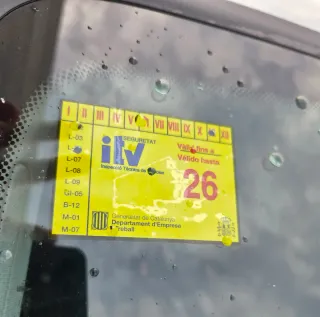 I II III IV V VI VII VIII IX X XII
SEGURETAT
L-05
itv
Vàlid fins a
Válido hasta
L-07
L-08
26
L-09
GI-06
B-12
M-01
Generalitat de Catalunya
Departament d'Empresa
i Treball
M-07